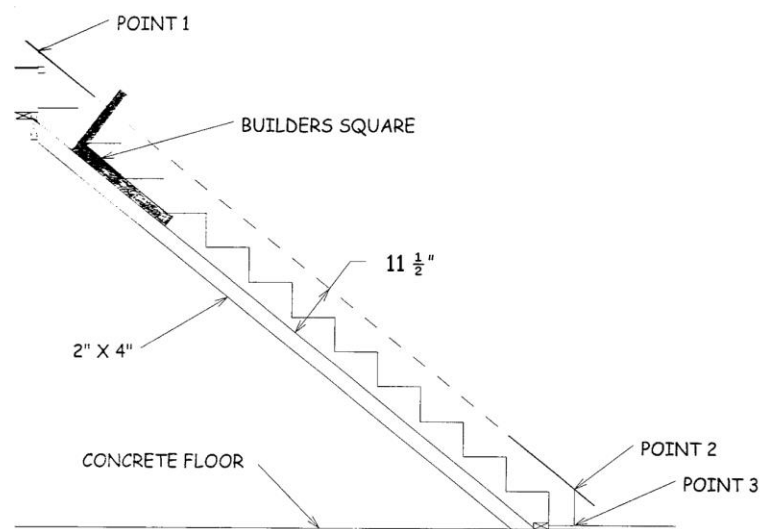 POINT 1
BUILDERS SQUARE
11 ½"
2" X 4"
POINT 2
CONCRETE FLOOR
POINT 3